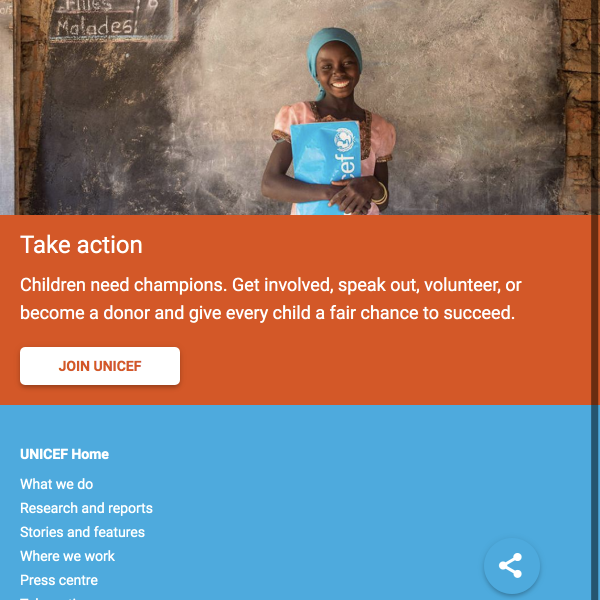 Filles
Malades
unicef
Take action
Children need champions. Get involved, speak out, volunteer, or
become a donor and give every child a fair chance to succeed.
JOIN UNICEF
UNICEF Home
What we do
Research and reports
Stories and features
Where we work
Press centre